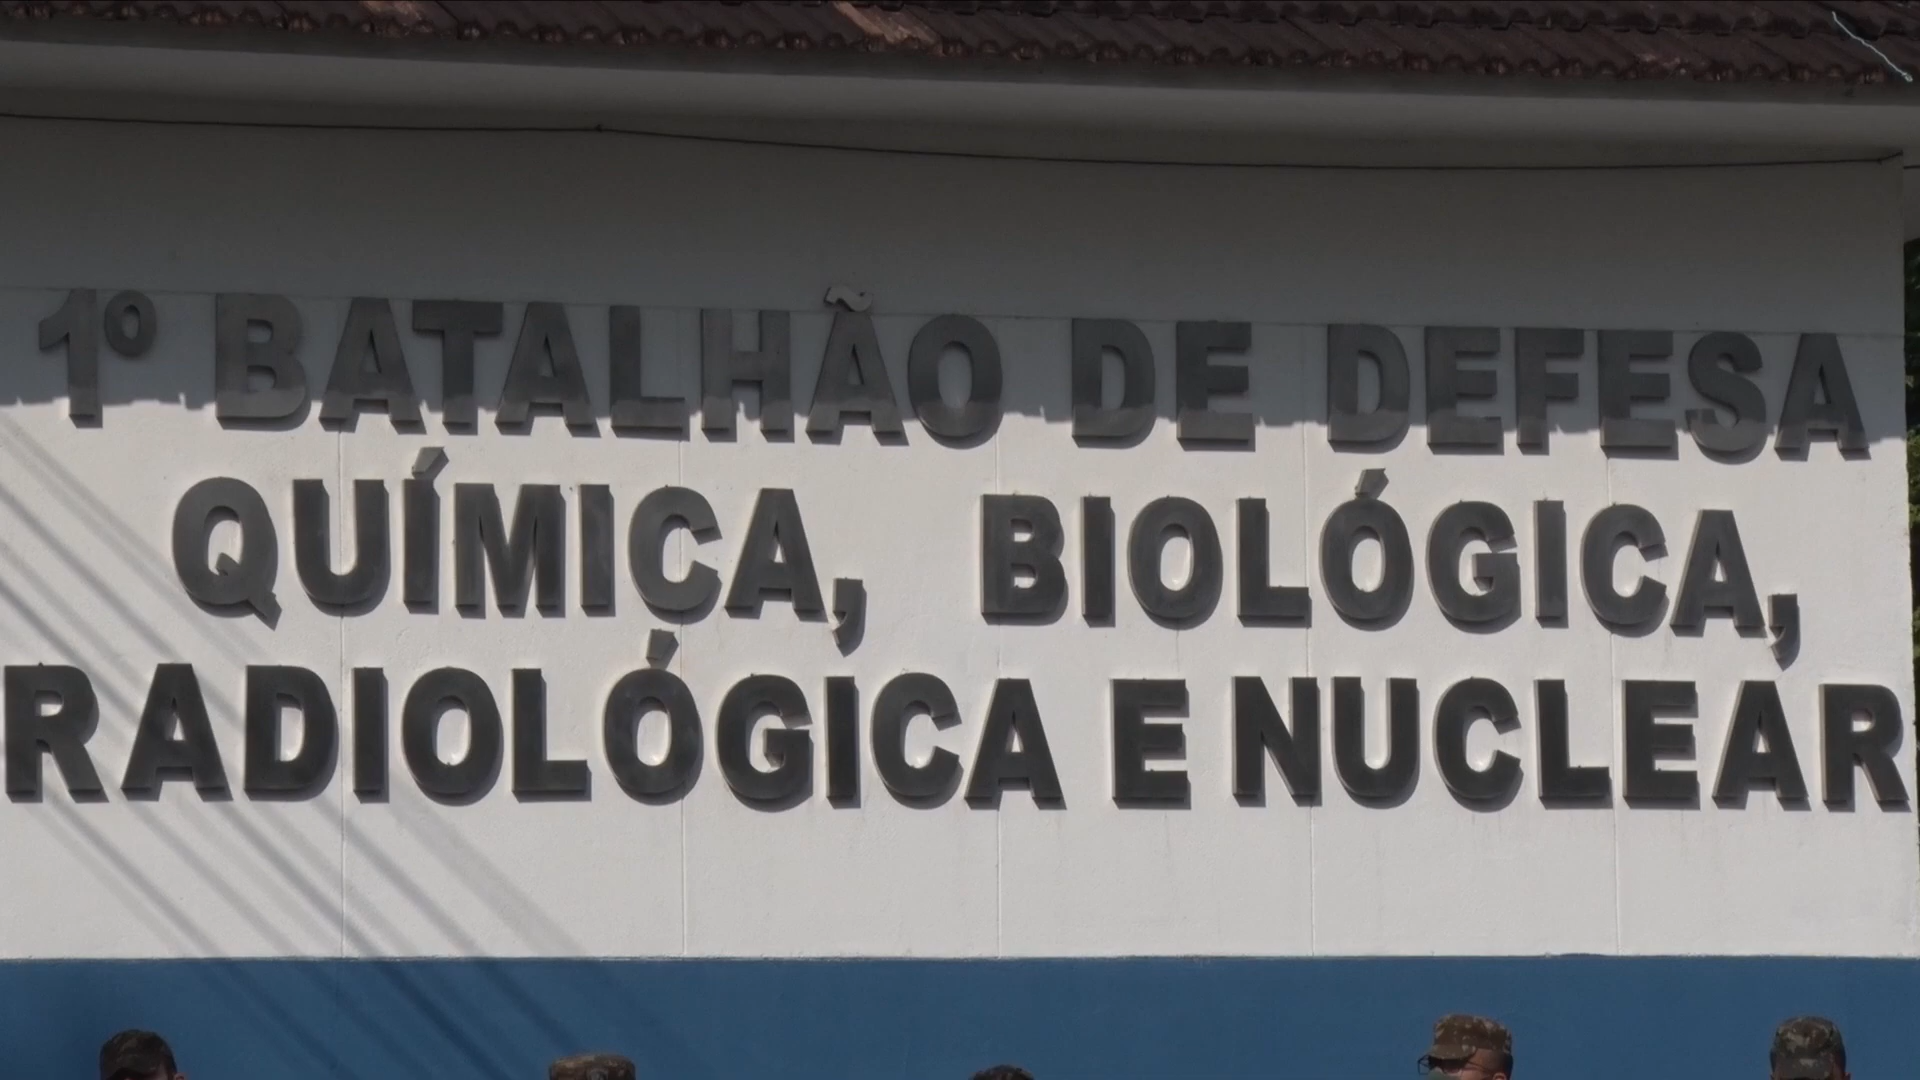 1º BATALHÃO DE DEFESA
QUÍMICA, BIOLÓGICA,
RADIOLÓGICA E NUCLEAR